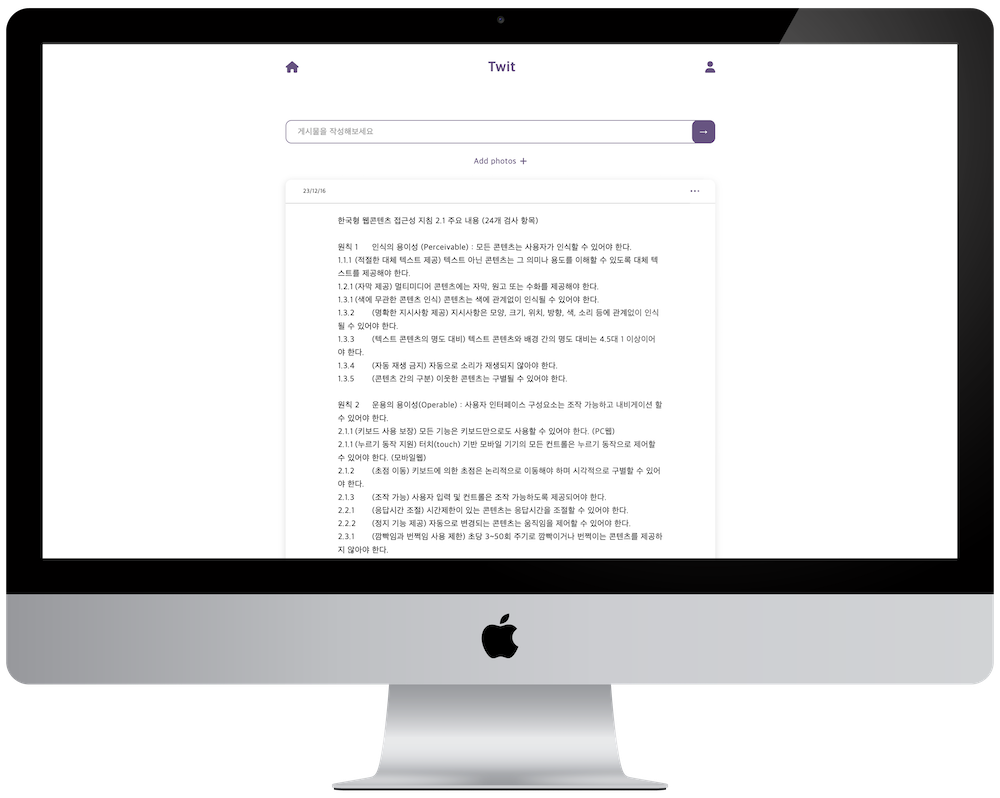 Twit
게시물을 작성해보세요
→
Add photos +
23/12/16
한국형 웹콘텐츠 접근성 지침 2.1 주요 내용 (24개 검사 항목)
원칙 1 인식의 용이성 (Perceivable) : 모든 콘텐츠는 사용자가 인식할 수 있어야 한다.
1.1.1 (적절한 대체 텍스트 제공) 텍스트 아닌 콘텐츠는 그 의미나 용도를 이해할 수 있도록 대체 텍
스트를 제공해야 한다.
1.2.1 (자막 제공) 멀티미디어 콘텐츠에는 자막, 원고 또는 수화를 제공해야 한다.
1.3.1 (색에 무관한 콘텐츠 인식) 콘텐츠는 색에 관계없이 인식될 수 있어야 한다.
1.3.2 (명확한 지시사항 제공) 지시사항은 모양, 크기, 위치, 방향, 색, 소리 등에 관계없이 인식
될 수 있어야 한다.
1.3.3 (텍스트 콘텐츠의 명도 대비) 텍스트 콘텐츠와 배경 간의 명도 대비는 4.5대 1 이상이어
야 한다.
1.3.4 (자동 재생 금지) 자동으로 소리가 재생되지 않아야 한다.
1.3.5 (콘텐츠 간의 구분) 이웃한 콘텐츠는 구별될 수 있어야 한다.
원칙 2 운용의 용이성(Operable) : 사용자 인터페이스 구성요소는 조작 가능하고 내비게이션 할
수 있어야 한다.
2.1.1 (키보드 사용 보장) 모든 기능은 키보드만으로도 사용할 수 있어야 한다. (PC웹)
2.1.1 (누르기 동작 지원) 터치(touch) 기반 모바일 기기의 모든 컨트롤은 누르기 동작으로 제어할
수 있어야 한다. (모바일웹)
2.1.2 (초점 이동) 키보드에 의한 초점은 논리적으로 이동해야 하며 시각적으로 구별할 수 있어
야 한다.
2.1.3 (조작 가능) 사용자 입력 및 컨트롤은 조작 가능하도록 제공되어야 한다.
2.2.1 (응답시간 조절) 시간제한이 있는 콘텐츠는 응답시간을 조절할 수 있어야 한다.
2.2.2 (정지 기능 제공) 자동으로 변경되는 콘텐츠는 움직임을 제어할 수 있어야 한다.
2.3.1 (깜빡임과 번쩍임 사용 제한) 초당 3~50회 주기로 깜빡이거나 번쩍이는 콘텐츠를 제공하
지 않아야 한다.